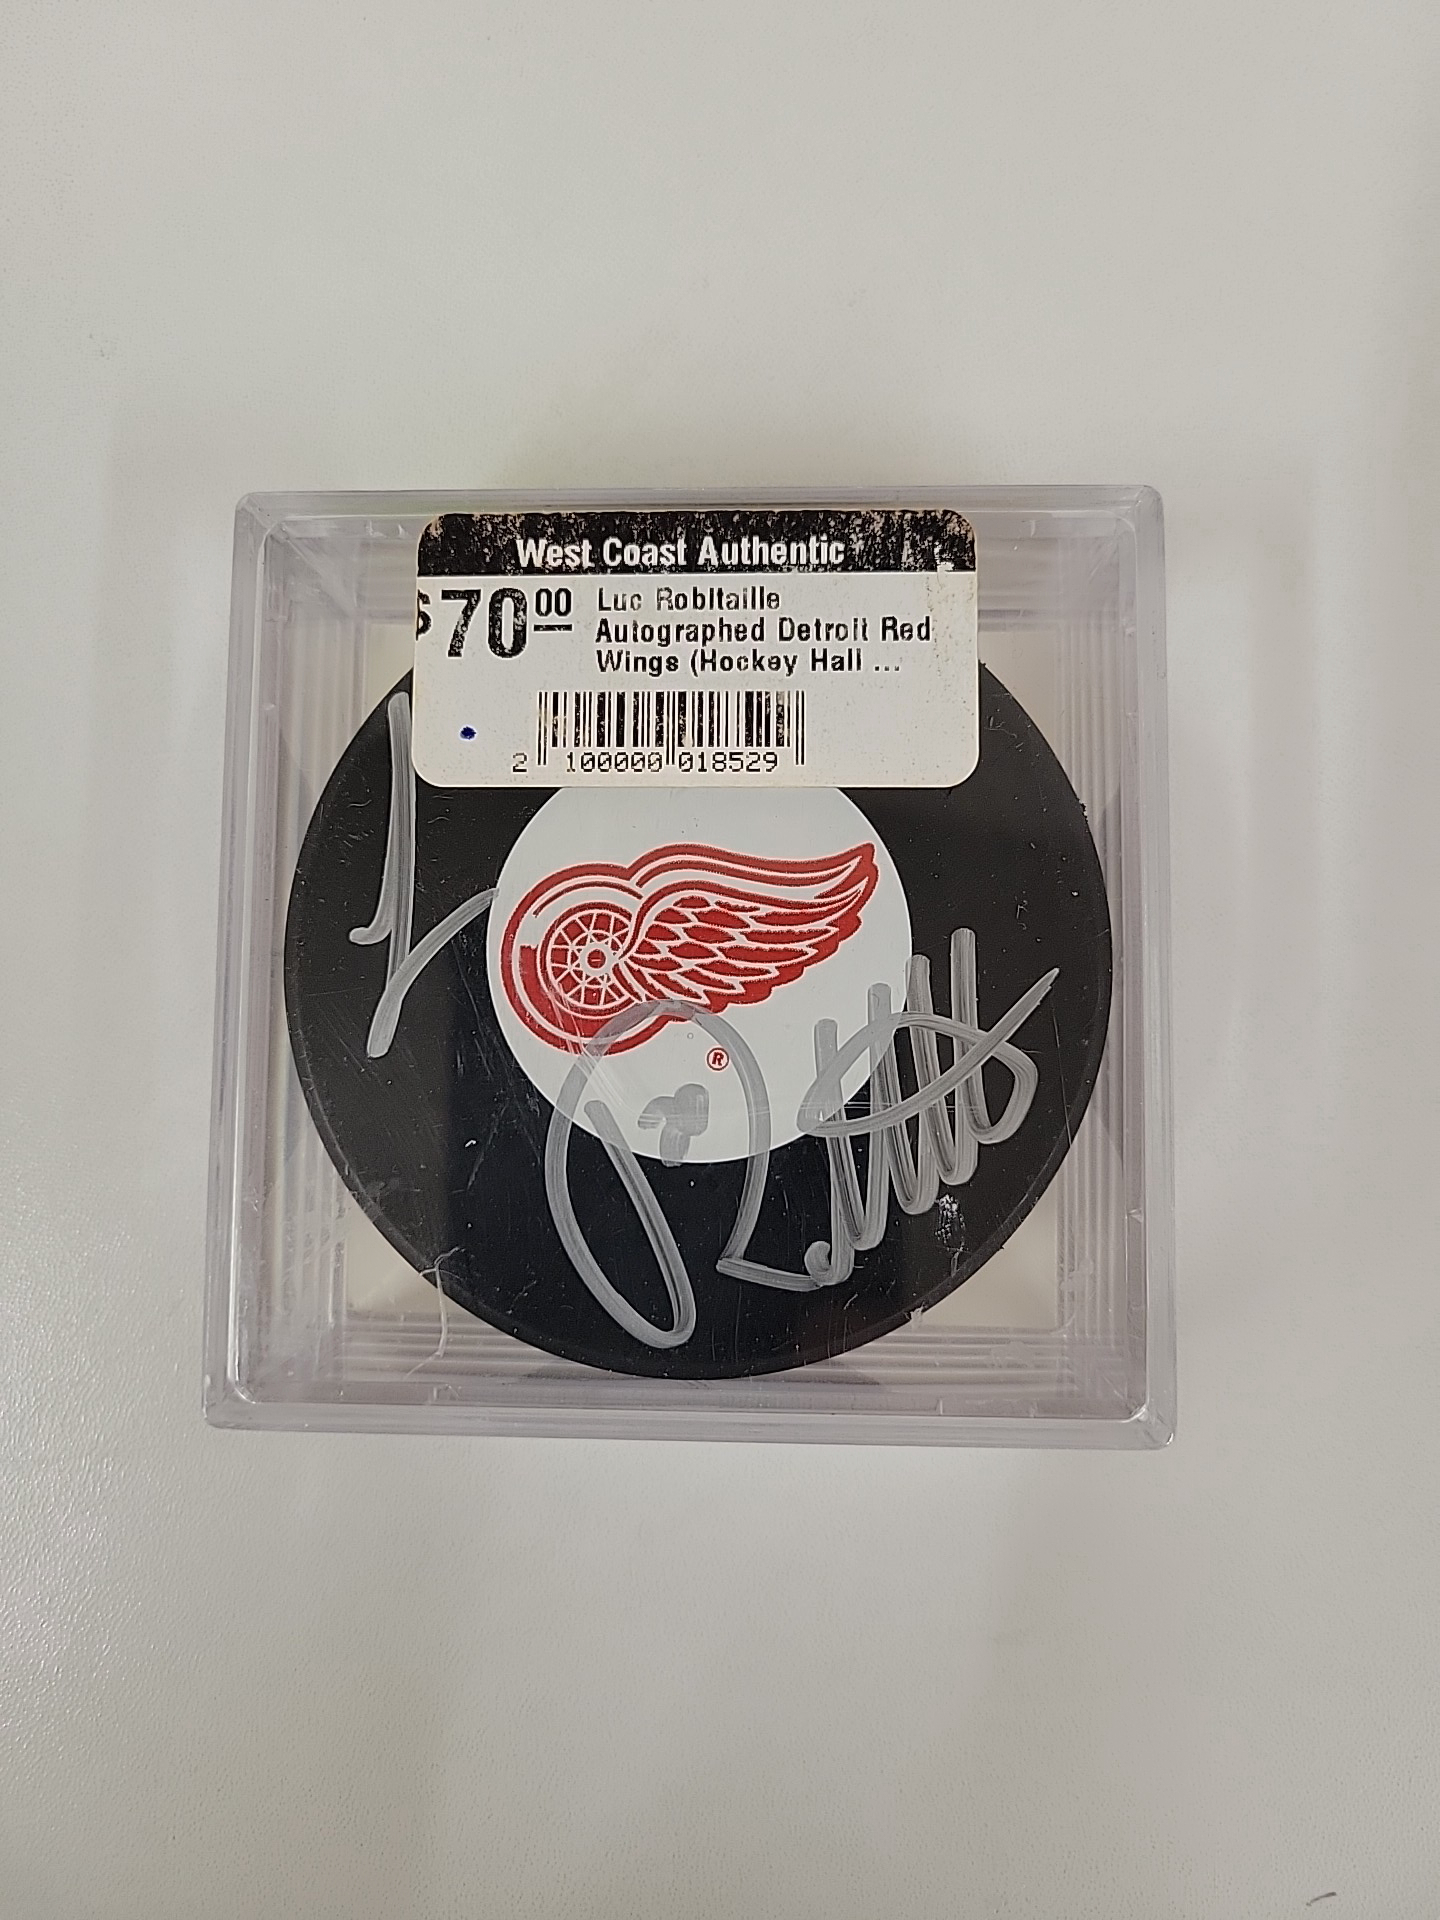 West Coast Authentic
$70.00 Luc Robitaille
Autographed Detroit Red
Wings (Hockey Hall ...
2 100000 018529
®